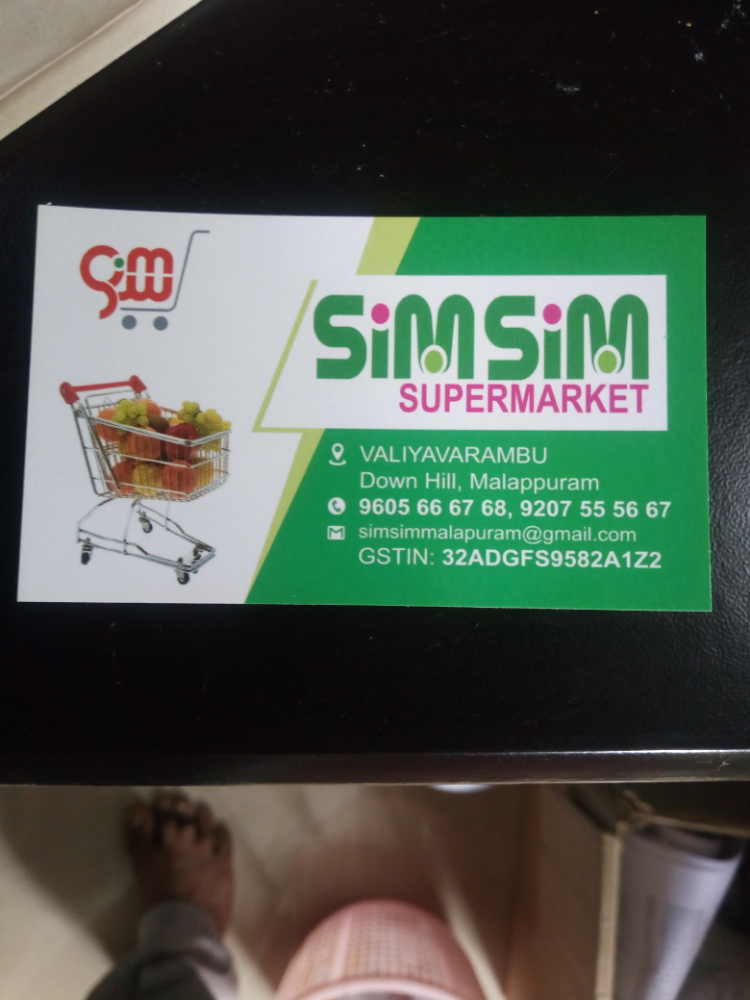 SiM SiM
SUPERMARKET
VALIYAVARAMBU
Down Hill, Malappuram
9605 66 67 68, 9207 55 56 67
simsimmalapuram@gmail.com
GSTIN: 32ADGFS9582A1Z2